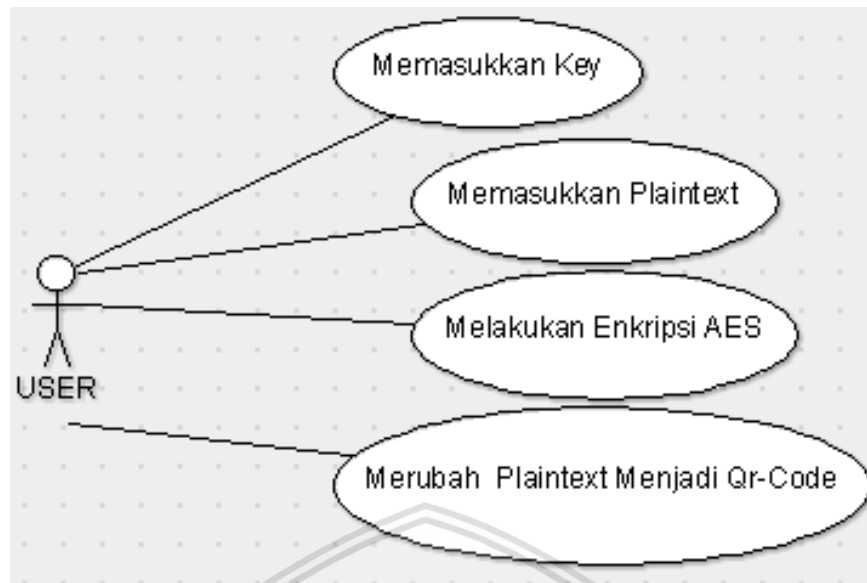 Memasukkan Key
Memasukkan Plaintext
Melakukan Enkripsi AES
USER
Merubah Plaintext Menjadi Qr-Code